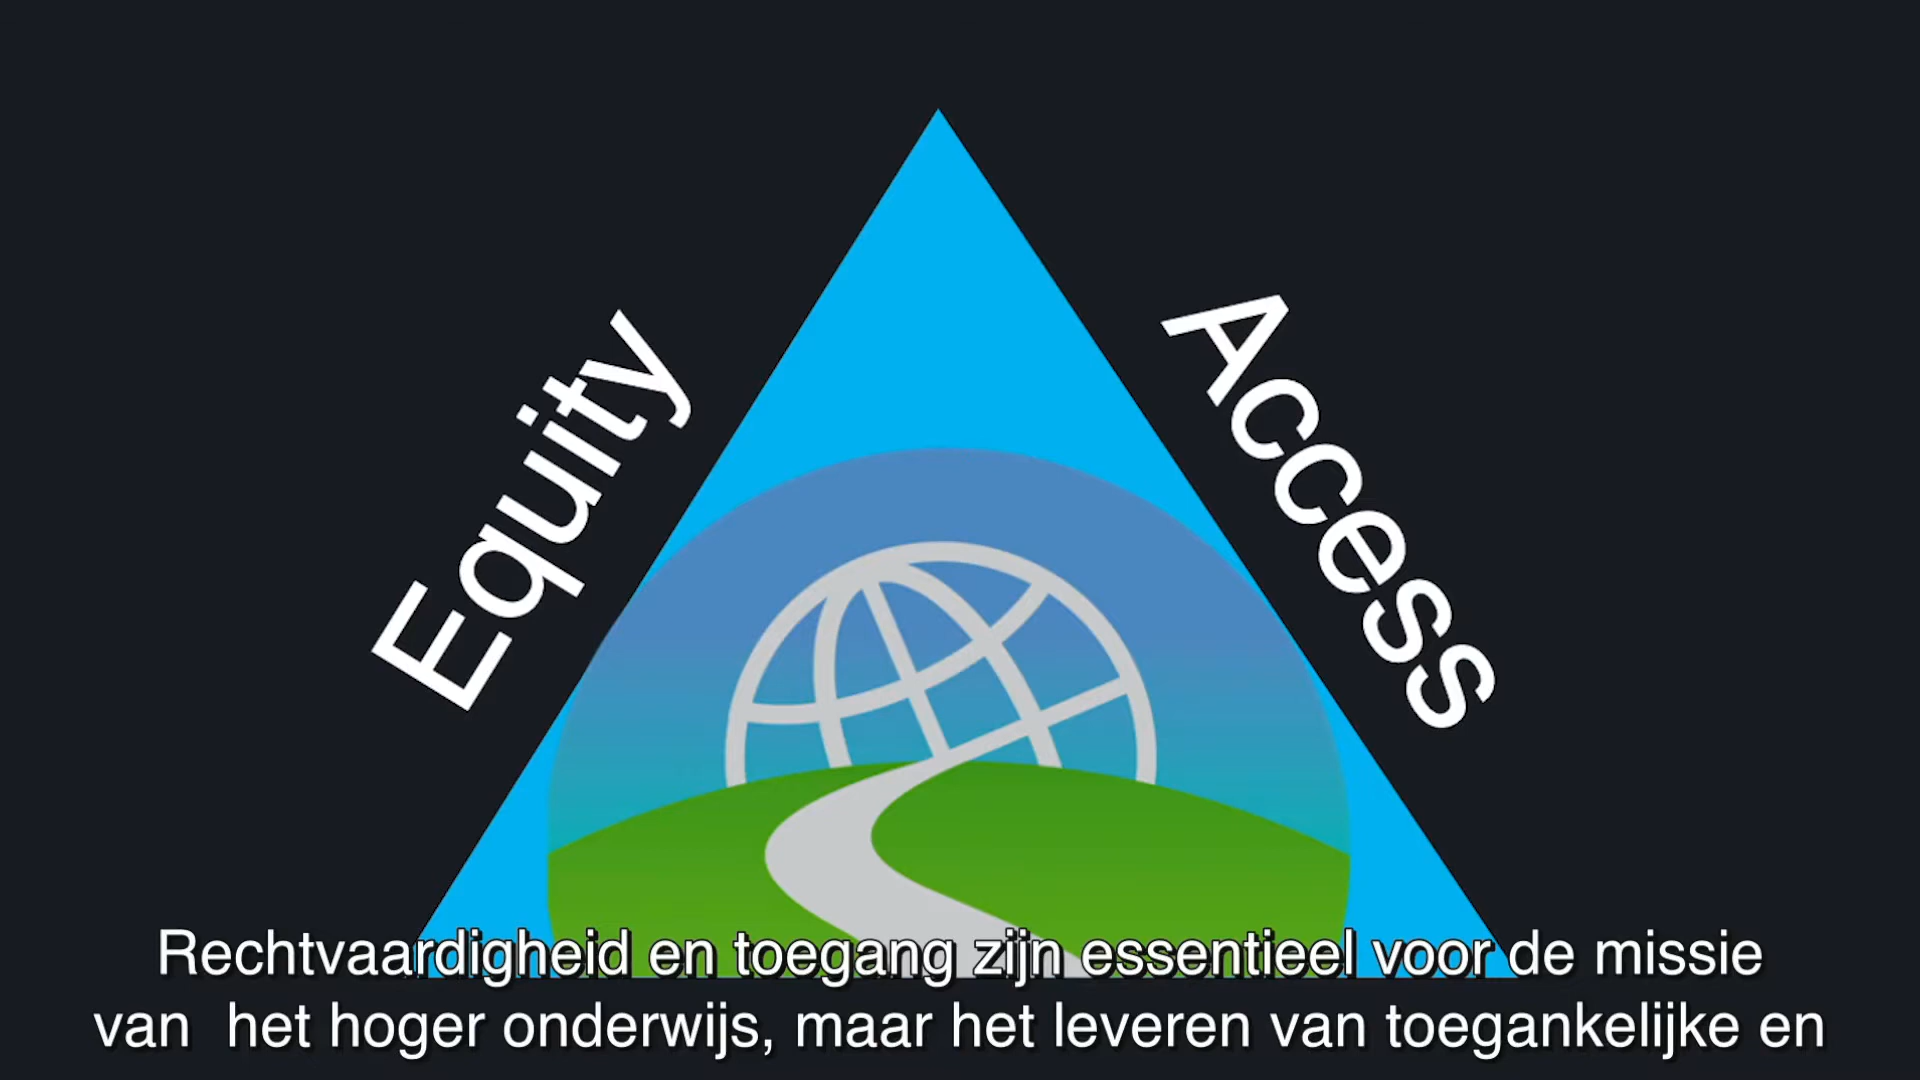 Equity
Access
Rechtvaardigheid en toegang zijn essentieel voor de missie
van het hoger onderwijs, maar het leveren van toegankelijke en